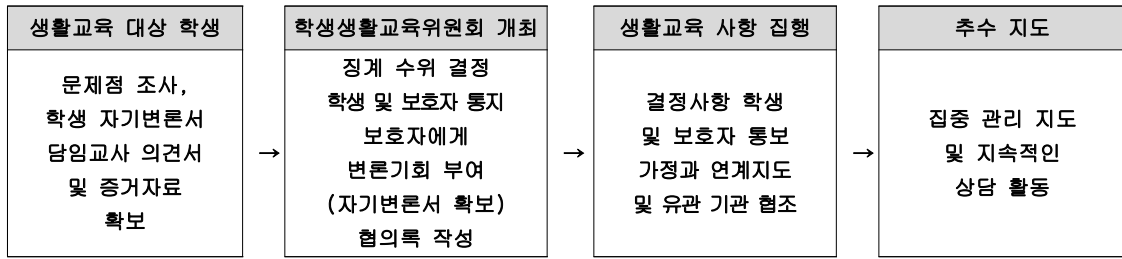 생활교육 대상 학생
문제점 조사,
학생 자기변론서
담임교사 의견서
및 증거자료
확보
→
학생생활교육위원회 개최
징계 수위 결정
학생 및 보호자 통지
보호자에게
변론기회 부여
(자기변론서 확보)
협의록 작성
→
생활교육 사항 집행
결정사항 학생
및 보호자 통보
가정과 연계지도
및 유관 기관 협조
→
추수 지도
집중 관리 지도
및 지속적인
상담 활동